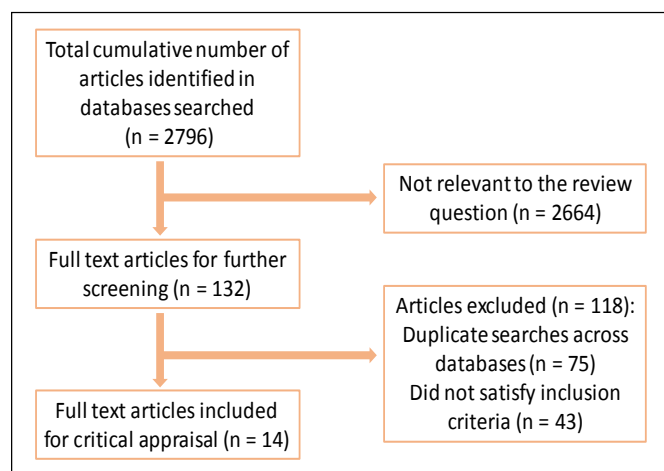 Total cumulative number of
articles identified in
databases searched
(n = 2796)
Not relevant to the review
question (n = 2664)
Full text articles for further
screening (n = 132)
Articles excluded (n = 118):
Duplicate searches across
databases (n = 75)
Did not satisfy inclusion
criteria (n = 43)
Full text articles included
for critical appraisal (n = 14)